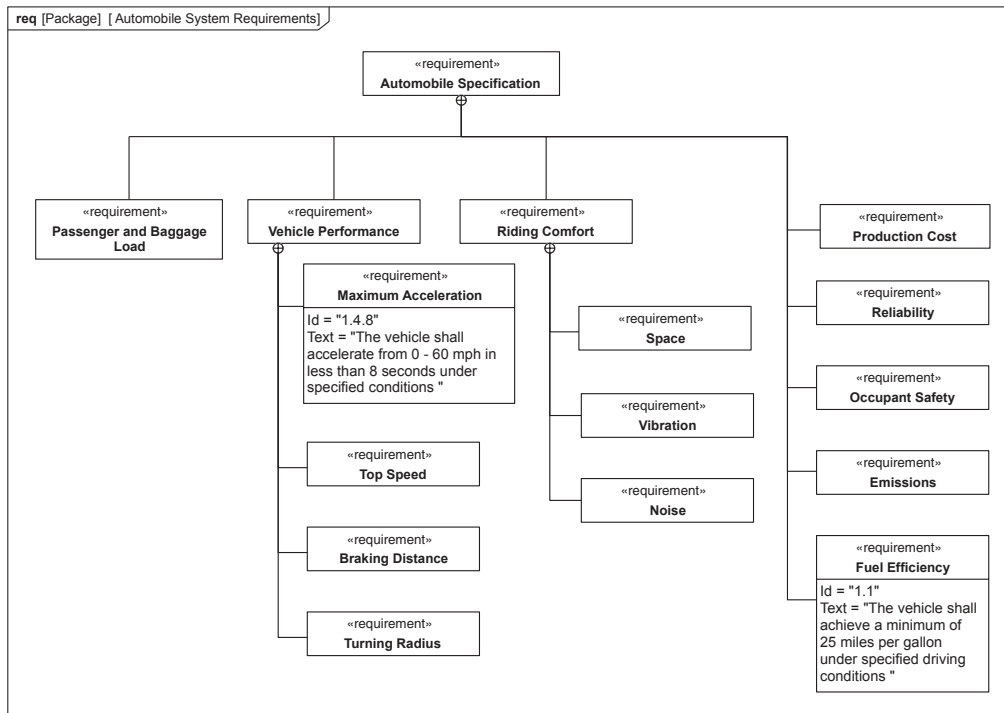 req [Package] [ Automobile System Requirements]
«requirement»
Automobile Specification
«requirement»
Passenger and Baggage
Load
«requirement»
Vehicle Performance
«requirement»
Maximum Acceleration
Id = "1.4.8"
Text = "The vehicle shall
accelerate from 0 - 60 mph in
less than 8 seconds under
specified conditions "
«requirement»
Top Speed
«requirement»
Braking Distance
«requirement»
Turning Radius
«requirement»
Riding Comfort
«requirement»
Space
«requirement»
Vibration
«requirement»
Noise
«requirement»
Production Cost
«requirement»
Reliability
«requirement»
Occupant Safety
«requirement»
Emissions
«requirement»
Fuel Efficiency
Id = "1.1"
Text = "The vehicle shall
achieve a minimum of
25 miles per gallon
under specified driving
conditions "